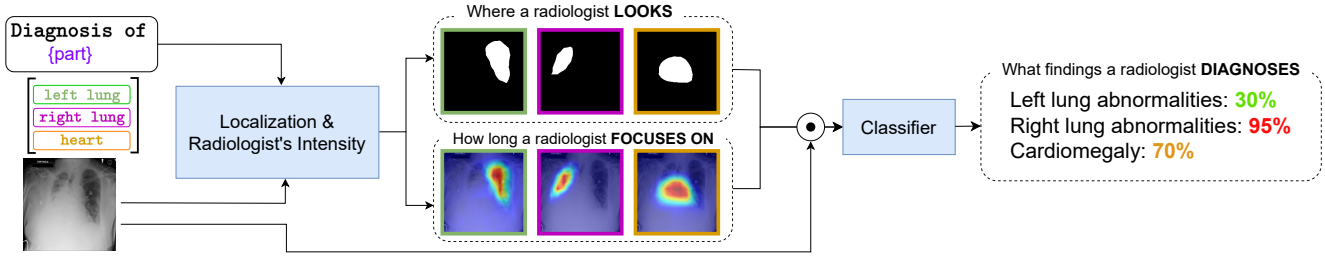 Diagnosis of
{part}
left lung
right lung
heart
Localization &
Radiologist's Intensity
Where a radiologist LOOKS
How long a radiologist FOCUSES ON
Classifier
What findings a radiologist DIAGNOSES
Left lung abnormalities: 30%
Right lung abnormalities: 95%
Cardiomegaly: 70%